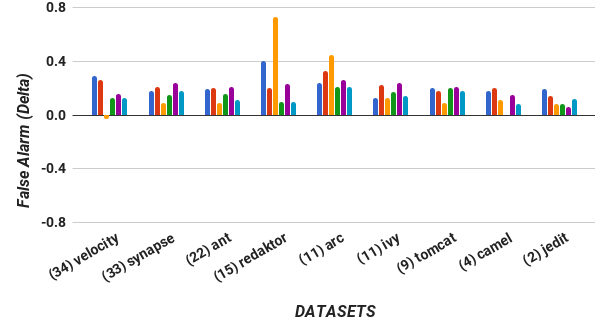 0.8
0.4
0.0
-0.4
-0.8
False Alarm (Delta)
(34) velocity
(33) synapse
(22) ant
(15) redaktor
(11) arc
(11) ivy
(9) tomcat
(4) camel
(2) jedit
DATASETS